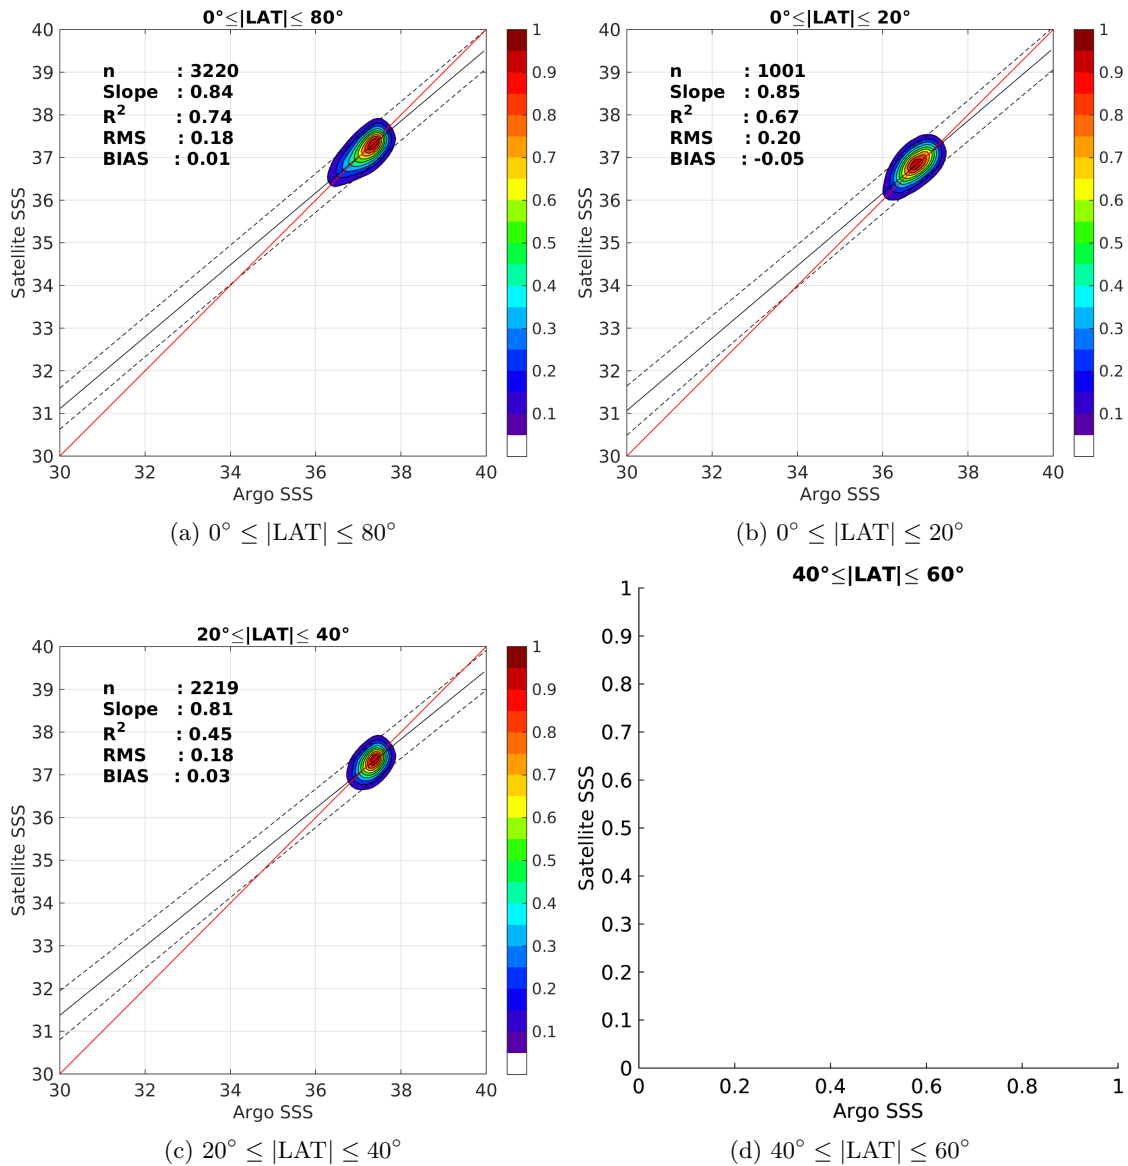 0°≤|LAT|≤ 80°
n : 3220
Slope : 0.84
R2 : 0.74
RMS : 0.18
BIAS : 0.01
Satellite SSS
40
39
38
37
36
35
34
33
32
31
30
30 32 34 36 38 40
Argo SSS
1
0.9
0.8
0.7
0.6
0.5
0.4
0.3
0.2
0.1
(a) 0° ≤ |LAT| ≤ 80°
0°≤|LAT|≤ 20°
n : 1001
Slope : 0.85
R2 : 0.67
RMS : 0.20
BIAS : -0.05
Satellite SSS
40
39
38
37
36
35
34
33
32
31
30
30 32 34 36 38 40
Argo SSS
1
0.9
0.8
0.7
0.6
0.5
0.4
0.3
0.2
0.1
(b) 0° ≤ |LAT| ≤ 20°
20°≤|LAT|≤ 40°
n : 2219
Slope : 0.81
R2 : 0.45
RMS : 0.18
BIAS : 0.03
Satellite SSS
40
39
38
37
36
35
34
33
32
31
30
30 32 34 36 38 40
Argo SSS
1
0.9
0.8
0.7
0.6
0.5
0.4
0.3
0.2
0.1
(c) 20° ≤ |LAT| ≤ 40°
40°≤|LAT|≤ 60°
Satellite SSS
1
0.9
0.8
0.7
0.6
0.5
0.4
0.3
0.2
0.1
0
0 0.2 0.4 0.6 0.8 1
Argo SSS
(d) 40° ≤ |LAT| ≤ 60°